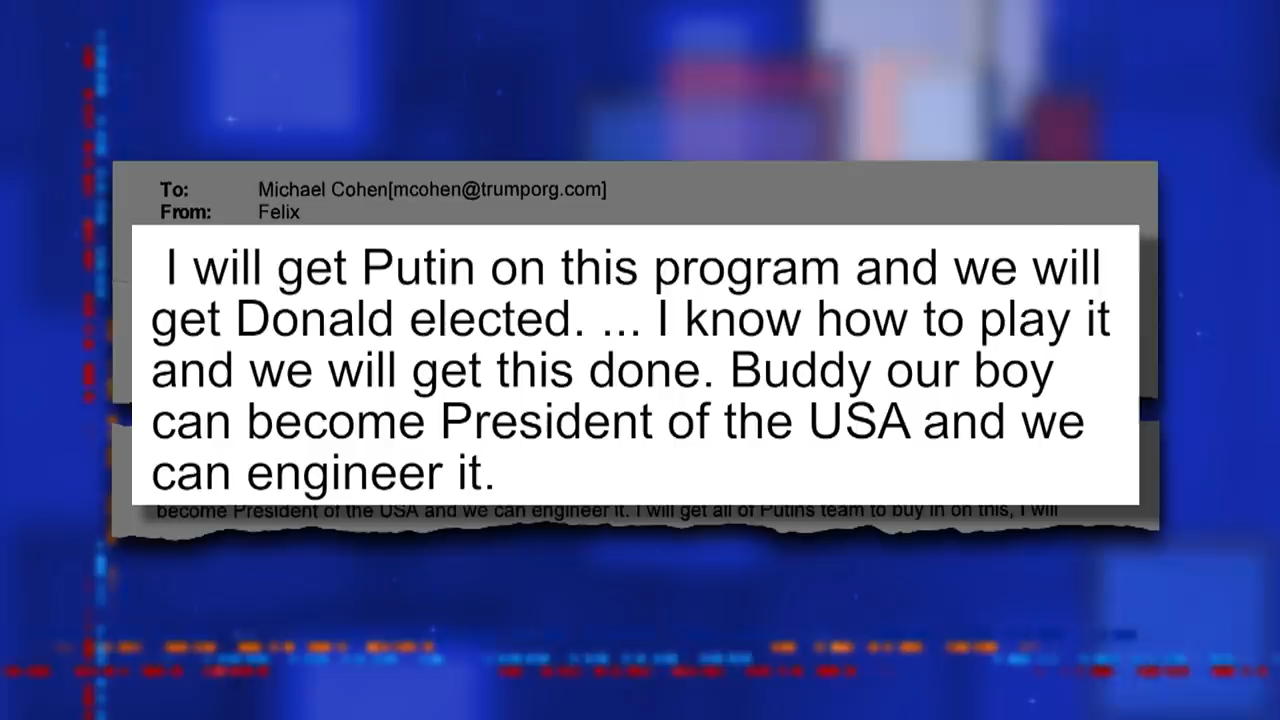 To: Michael Cohen[mcohen@trumporg.com]
From: Felix
I will get Putin on this program and we will
get Donald elected. ... I know how to play it
and we will get this done. Buddy our boy
can become President of the USA and we
can engineer it.
become President of the USA and we can engineer it. I will get all of Putins team to buy in on this, I will